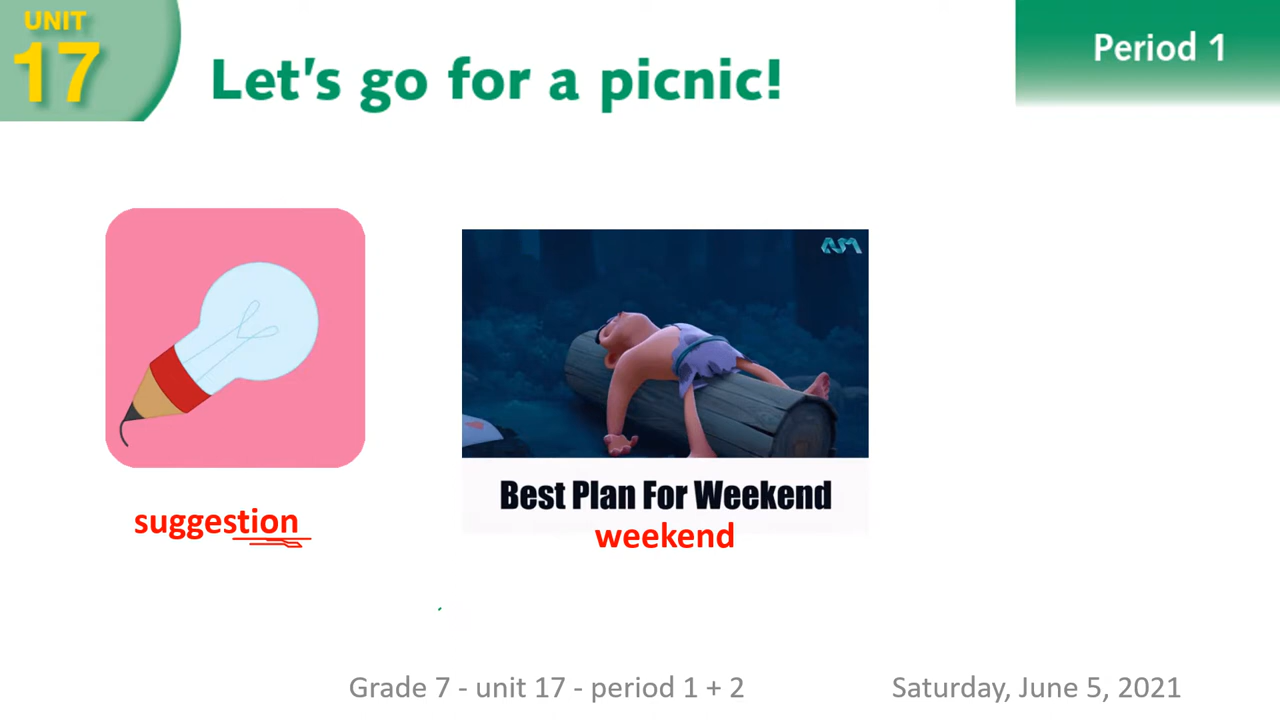 UNIT
17
Let's go for a picnic!
Period 1
ASM
Best Plan For Weekend
suggestion
weekend
Grade 7 - unit 17 - period 1 + 2
Saturday, June 5, 2021